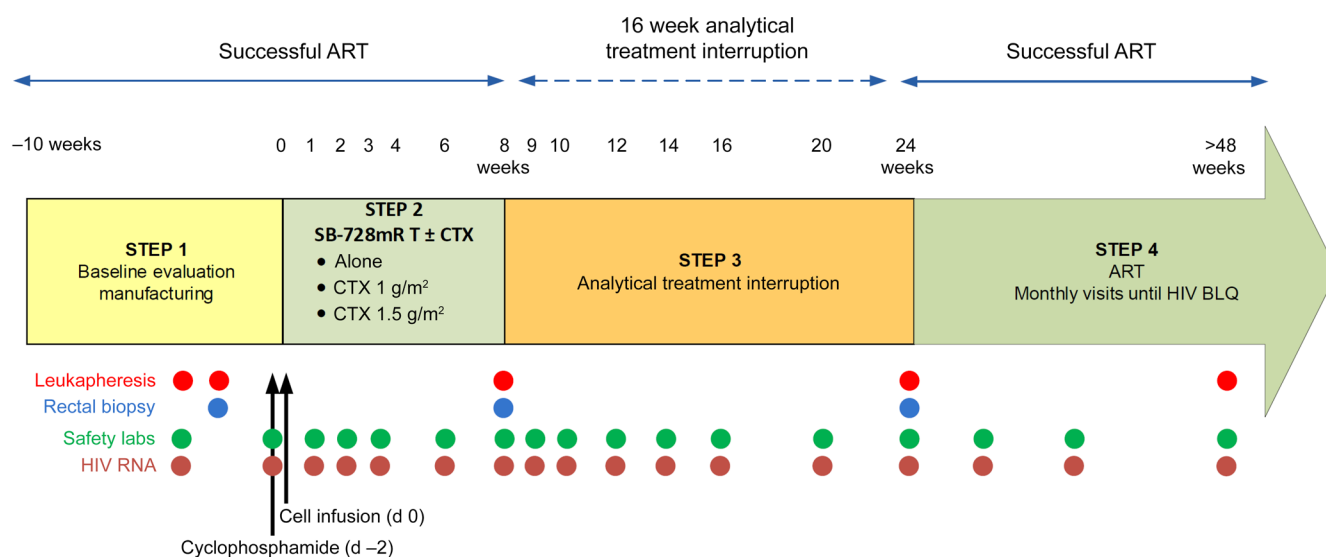 Successful ART
16 week analytical
treatment interruption
Successful ART
–10 weeks
0
1
2
3
4
6
8
weeks
9
10
12
14
16
20
24
weeks
>48
weeks
STEP 1
Baseline evaluation
manufacturing
STEP 2
SB-728mR T ± CTX
● Alone
● CTX 1 g/m²
● CTX 1.5 g/m²
STEP 3
Analytical treatment interruption
STEP 4
ART
Monthly visits until HIV BLQ
Leukapheresis
Rectal biopsy
Safety labs
HIV RNA
Cell infusion (d 0)
Cyclophosphamide (d –2)